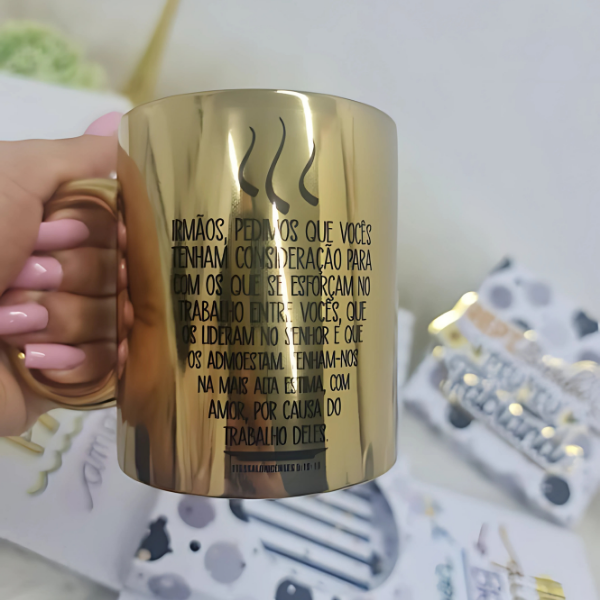 IRMÃOS, PEDIMOS QUE VOCÊS
TENHAM CONSIDERAÇÃO PARA
COM OS QUE SE ESFORÇAM NO
TRABALHO ENTRE VOCÊS, QUE
OS LIDERAM NO SENHOR E QUE
OS ADMOESTAM. TENHAM-NOS
NA MAIS ALTA ESTIMA, COM
AMOR, POR CAUSA DO
TRABALHO DELES.